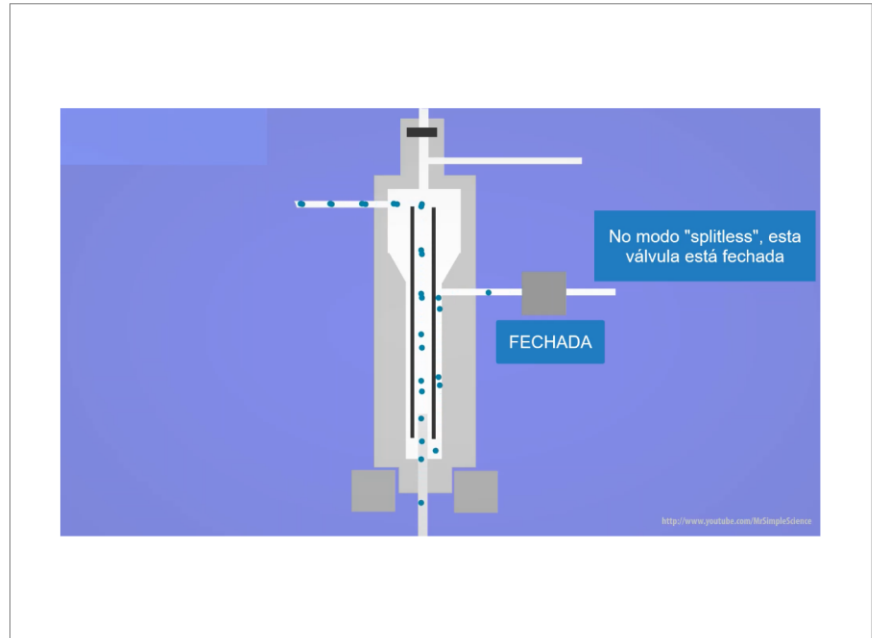 No modo "splitless", esta
válvula está fechada
FECHADA
http://www.youtube.com/MrSimpleScience